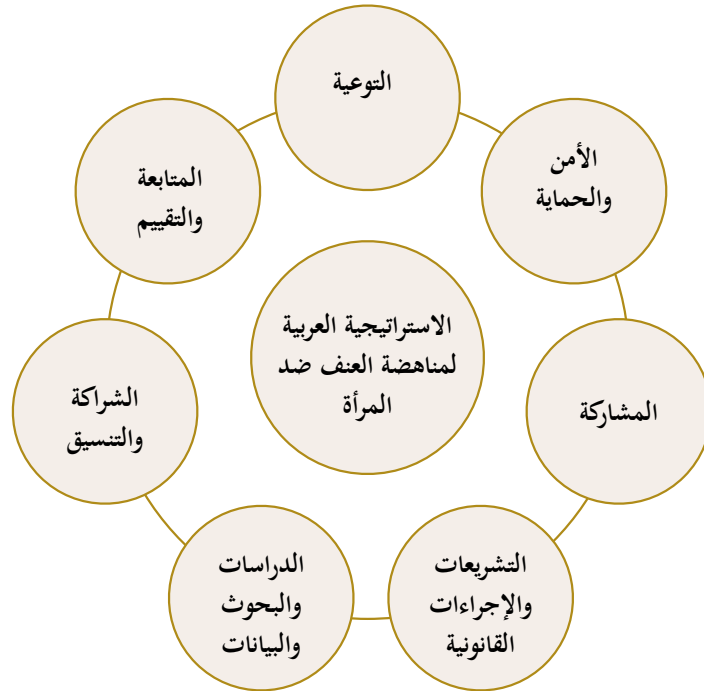 التوعية
الأمن
والحماية
المشاركة
التشريعات
والإجراءات
القانونية
الدراسات
والبحوث
والبيانات
الشراكة
والتنسيق
المتابعة
والتقييم
الاستراتيجية العربية
لمناهضة العنف ضد
المرأة